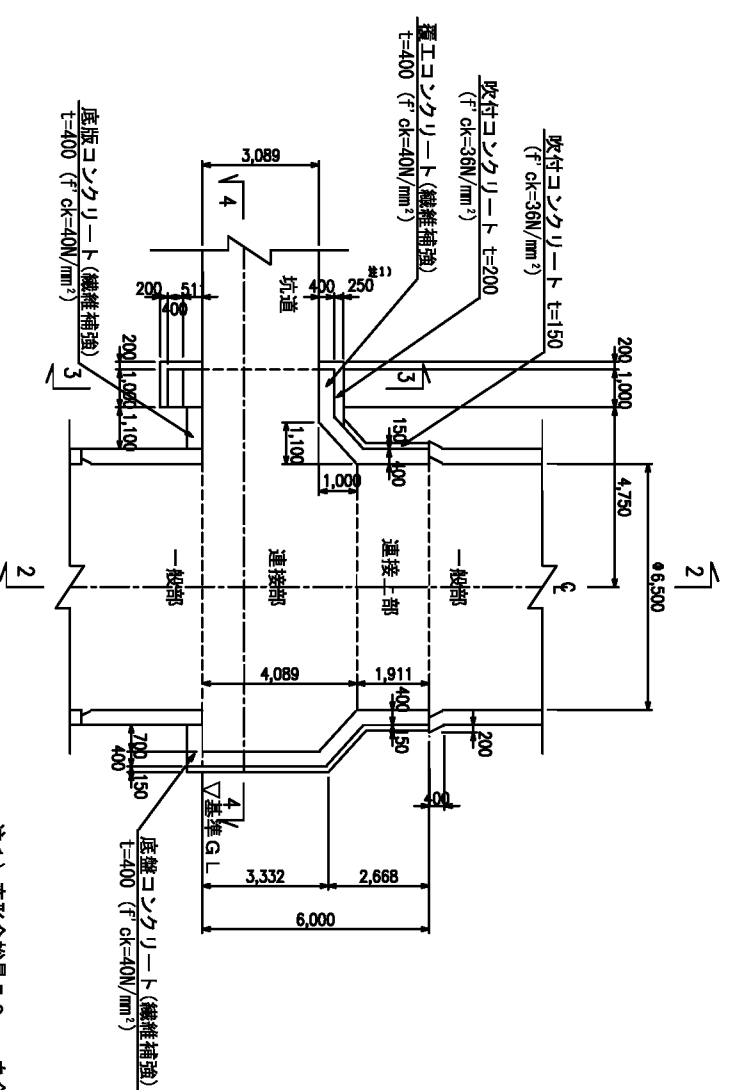 覆工コンクリート(繊維補強)
t=400 (f'ck=40N/mm²)
吹付コンクリート t=200
(f'ck=36N/mm²)
吹付コンクリート t=150
(f'ck=36N/mm²)
底版コンクリート(繊維補強)
t=400 (f'ck=40N/mm²)
3,089
4
坑道
注1)
400
250
200
400
511
200
1,000
1,100
3
3
200
1,000
4,750
φ6,500
2
2
1,100
1,000
150
400
一般部
連接部
連接上部
一般部
CL
4,089
1,911
400
150
200
400
700
400
150
4
▽基準GL
3,332
2,668
6,000
底盤コンクリート(繊維補強)
t=400 (f'ck=40N/mm²)